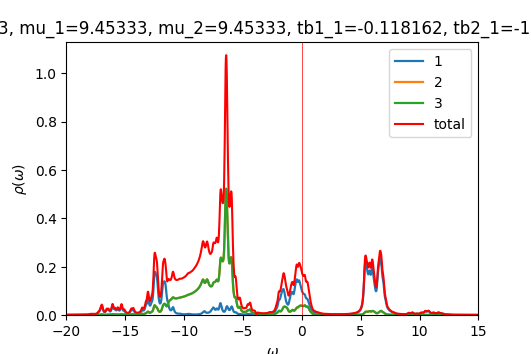 3, mu_1=9.45333, mu_2=9.45333, tb1_1=-0.118162, tb2_1=-1
1.0
0.8
0.6
0.4
0.2
0.0
ρ(ω)
1
2
3
total
−20 −15 −10 −5 0 5 10 15
ω